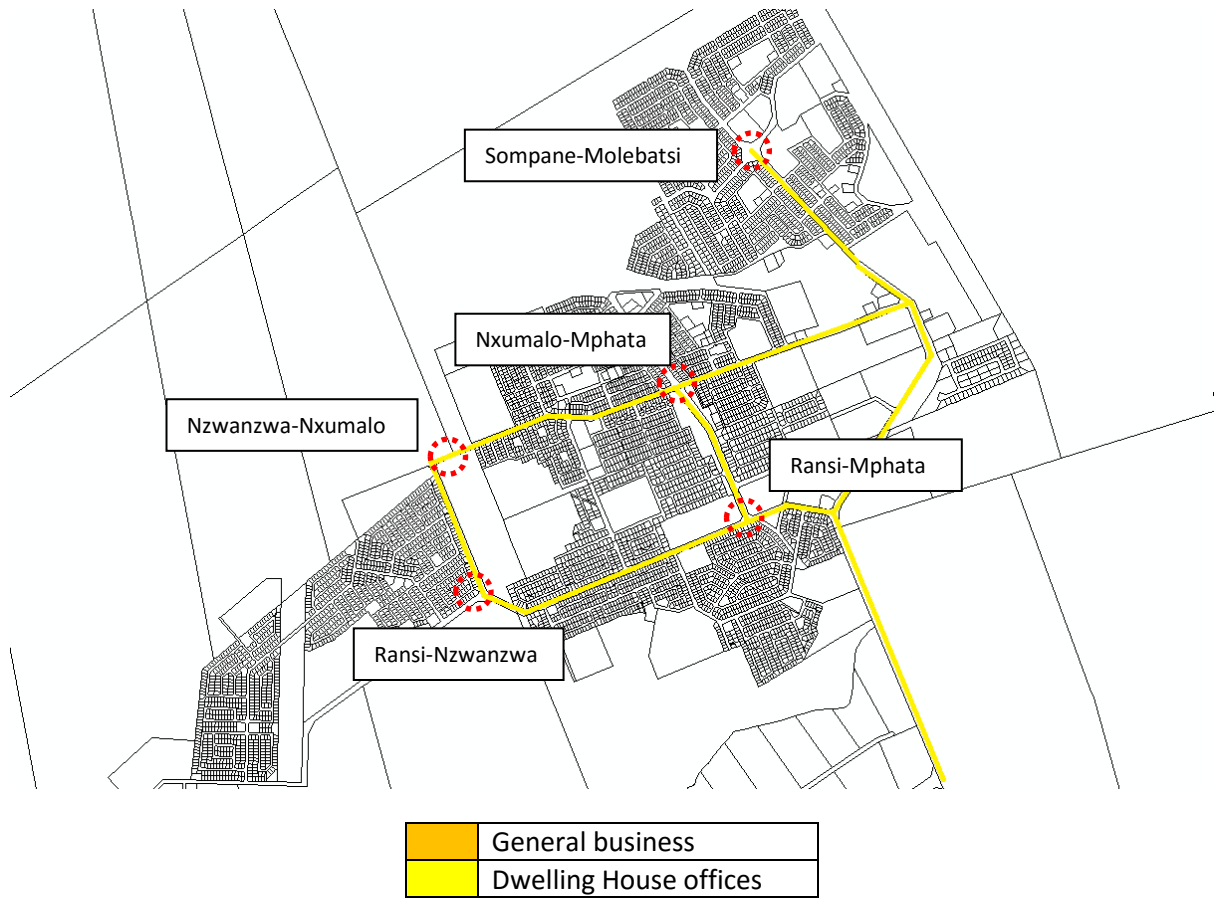 Sompane-Molebatsi
Nxumalo-Mphata
Nzwanzwa-Nxumalo
Ransi-Mphata
Ransi-Nzwanzwa
General business
Dwelling House offices